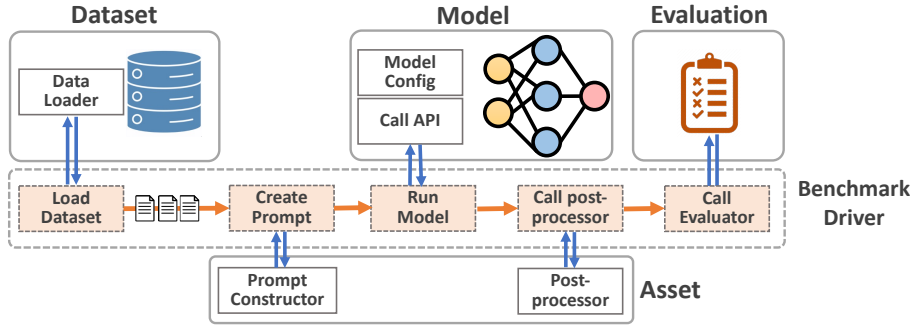 Dataset
Model
Evaluation
Data
Loader
Model
Config
Call API
Load
Dataset
Create
Prompt
Run
Model
Call post-
processor
Call
Evaluator
Benchmark
Driver
Prompt
Constructor
Post-
processor
Asset